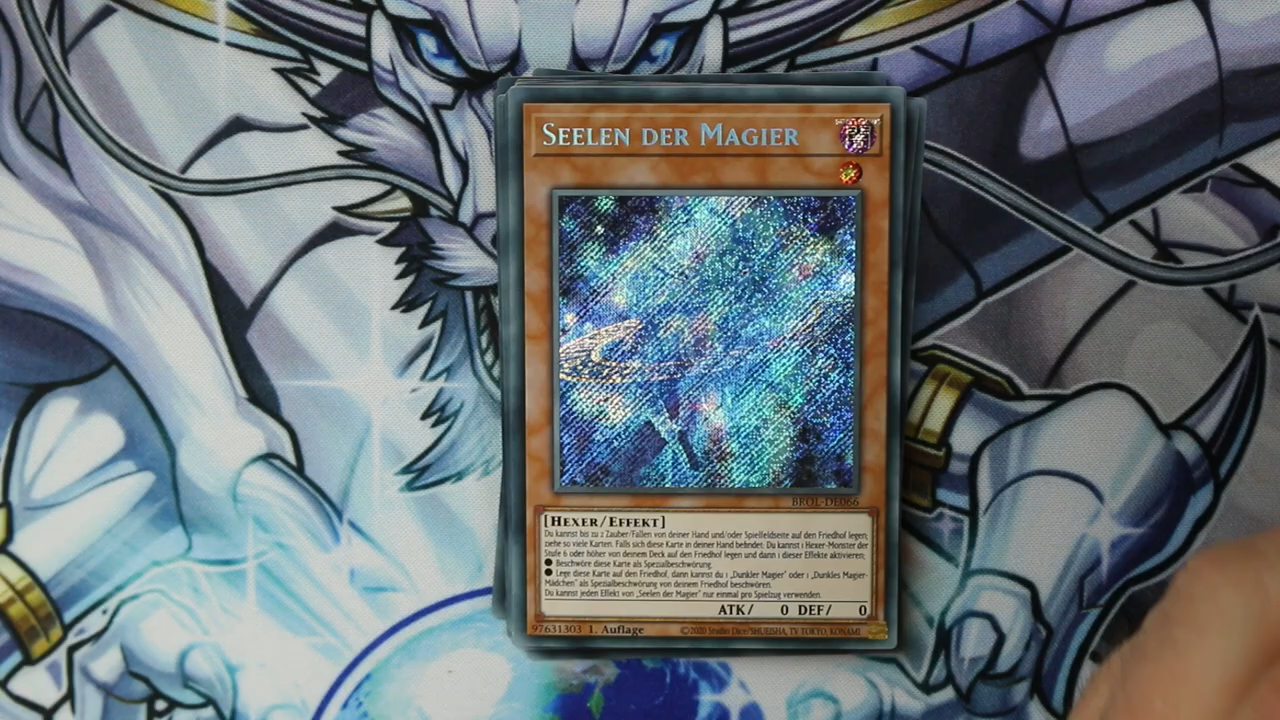 SEELEN DER MAGIER
BROL-DE066
[HEXER/EFFEKT]
Du kannst bis zu 2 Zauber/Fallen von deiner Hand und/oder Spielfeldseite auf den Friedhof legen;
ziehe so viele Karten. Falls sich diese Karte in deiner Hand befindet: Du kannst 1 Hexer-Monster der
Stufe 6 oder höher von deinem Deck auf den Friedhof legen und dann 1 dieser Effekte aktivieren;
● Beschwöre diese Karte als Spezialbeschwörung.
● Lege diese Karte auf den Friedhof, dann kannst du 1 „Dunkler Magier“ oder 1 „Dunkles Magier-
Mädchen“ als Spezialbeschwörung von deinem Friedhof beschwören.
Du kannst jeden Effekt von „Seelen der Magier“ nur einmal pro Spielzug verwenden.
ATK/ 0 DEF/ 0
97631303 1. Auflage ©2020 Studio Dice/SHUEISHA, TV TOKYO, KONAMI